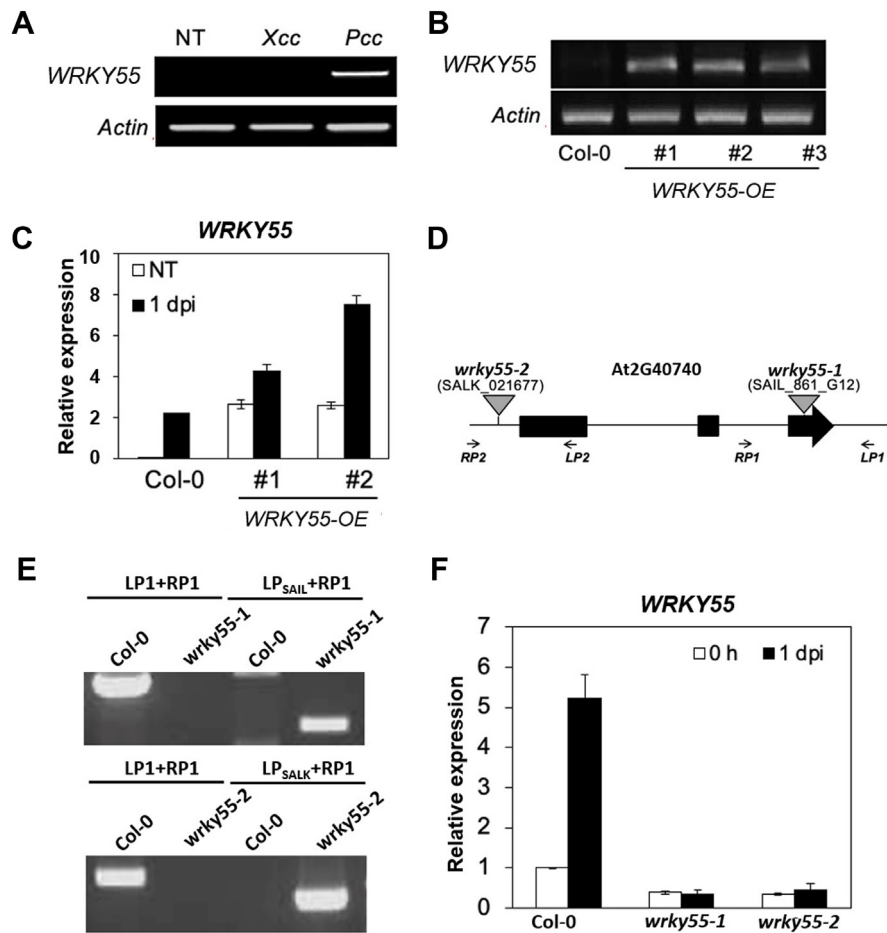 A
NT Xcc Pcc
WRKY55
Actin
B
WRKY55
Actin
Col-0 #1 #2 #3
WRKY55-OE
C
WRKY55
Relative expression
10
8
6
4
2
0
NT
1 dpi
Col-0 #1 #2
WRKY55-OE
D
wrky55-2
(SALK_021677)
At2G40740
wrky55-1
(SAIL_861_G12)
RP2 LP2 RP1 LP1
E
LP1+RP1 LPSAIL+RP1
Col-0 wrky55-1 Col-0 wrky55-1
LP1+RP1 LPSALK+RP1
Col-0 wrky55-2 Col-0 wrky55-2
F
WRKY55
Relative expression
7
6
5
4
3
2
1
0
0 h 1 dpi
Col-0 wrky55-1 wrky55-2